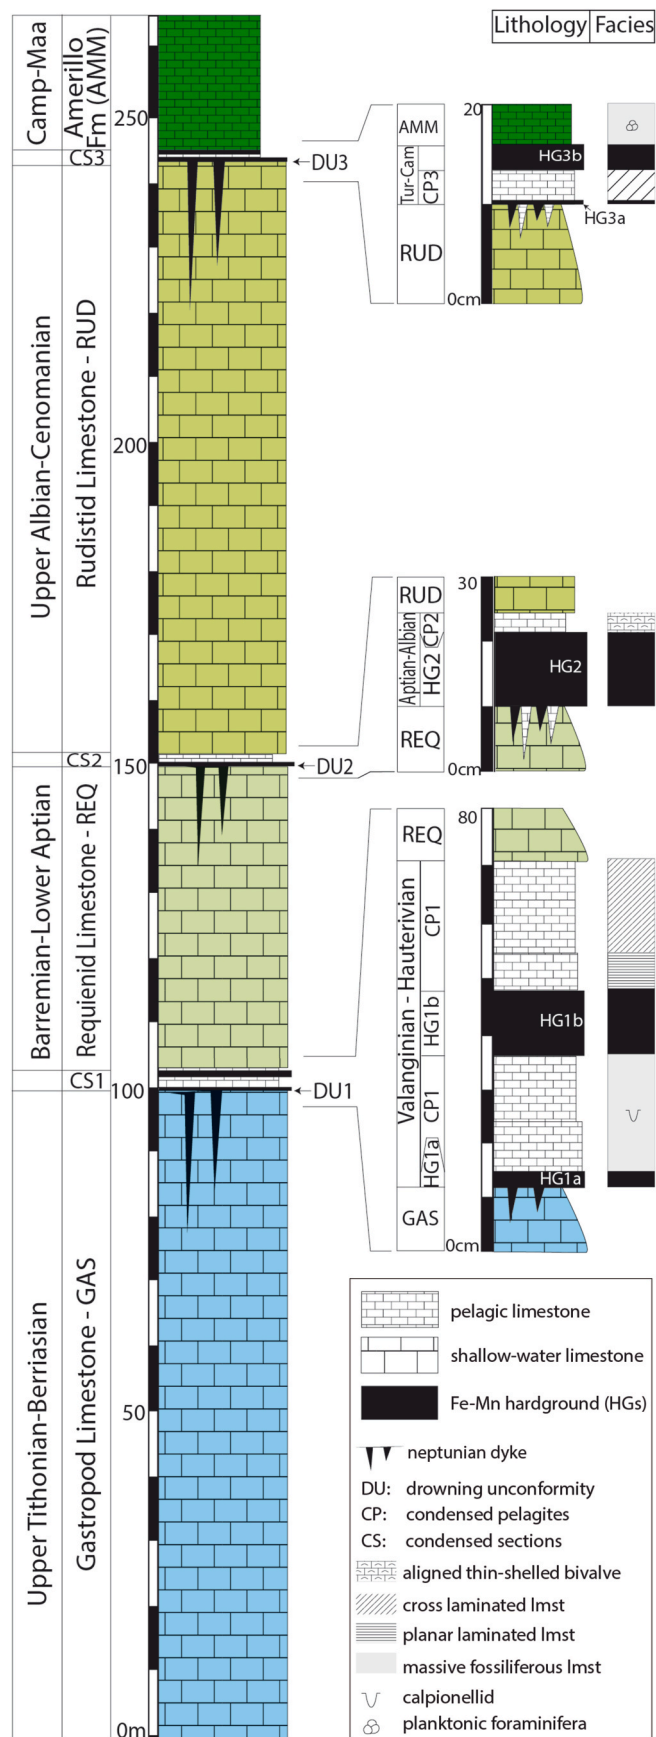 Camp-Maa
Amerillo
Fm (AMM)
CS3
Upper Albian-Cenomanian
Rudistid Limestone - RUD
CS2
Barremian-Lower Aptian
Requienid Limestone - REQ
CS1
Upper Tithonian-Berriasian
Gastropod Limestone - GAS
250
200
150
100
50
0m
DU3
DU2
DU1
Lithology Facies
20
AMM
Tur-Cam
CP3
RUD
HG3b
HG3a
0cm
30
RUD
Aptian-Albian
CP2
HG2
REQ
HG2
0cm
80
REQ
Valanginian - Hauterivian
CP1
HG1b
CP1
HG1a
GAS
HG1b
HG1a
0cm
pelagic limestone
shallow-water limestone
Fe-Mn hardground (HGs)
neptunian dyke
DU: drowning unconformity
CP: condensed pelagites
CS: condensed sections
aligned thin-shelled bivalve
cross laminated lmst
planar laminated lmst
massive fossiliferous lmst
calpionellid
planktonic foraminifera